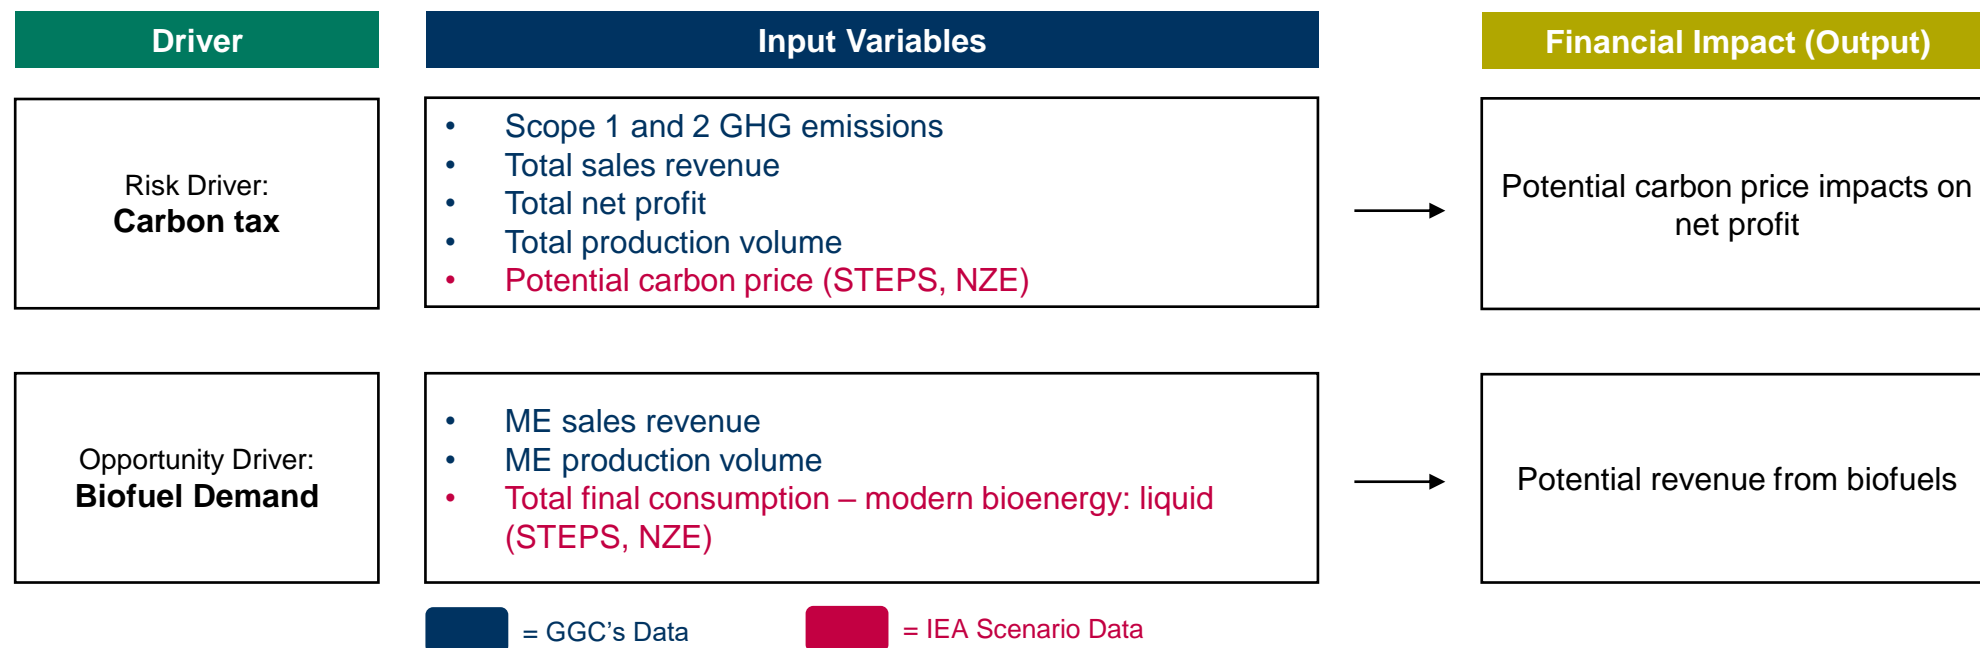 Driver
Input Variables
Financial Impact (Output)
Risk Driver:
Carbon tax
• Scope 1 and 2 GHG emissions
• Total sales revenue
• Total net profit
• Total production volume
• Potential carbon price (STEPS, NZE)
Potential carbon price impacts on
net profit
Opportunity Driver:
Biofuel Demand
• ME sales revenue
• ME production volume
• Total final consumption – modern bioenergy: liquid
(STEPS, NZE)
Potential revenue from biofuels
= GGC's Data
= IEA Scenario Data